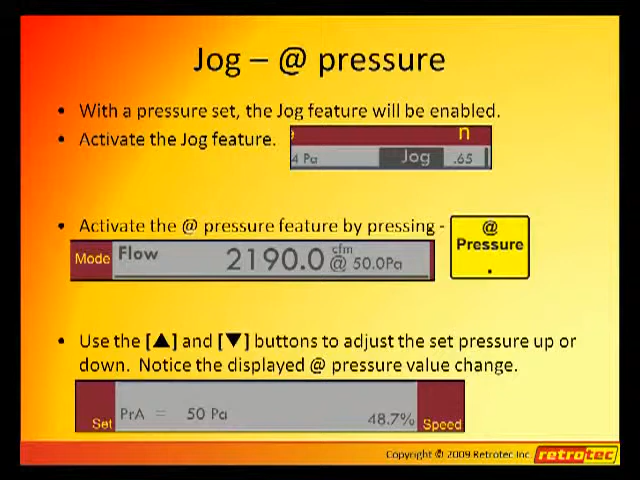 Jog – @ pressure
• With a pressure set, the Jog feature will be enabled.
• Activate the Jog feature.
n
4 Pa Jog .65
• Activate the @ pressure feature by pressing -
@
Pressure
.
Mode Flow 2190.0 cfm
@ 50.0Pa
• Use the [▲] and [▼] buttons to adjust the set pressure up or
down. Notice the displayed @ pressure value change.
Set PrA = 50 Pa 48.7% Speed
Copyright © 2009 Retrotec Inc. retrotec